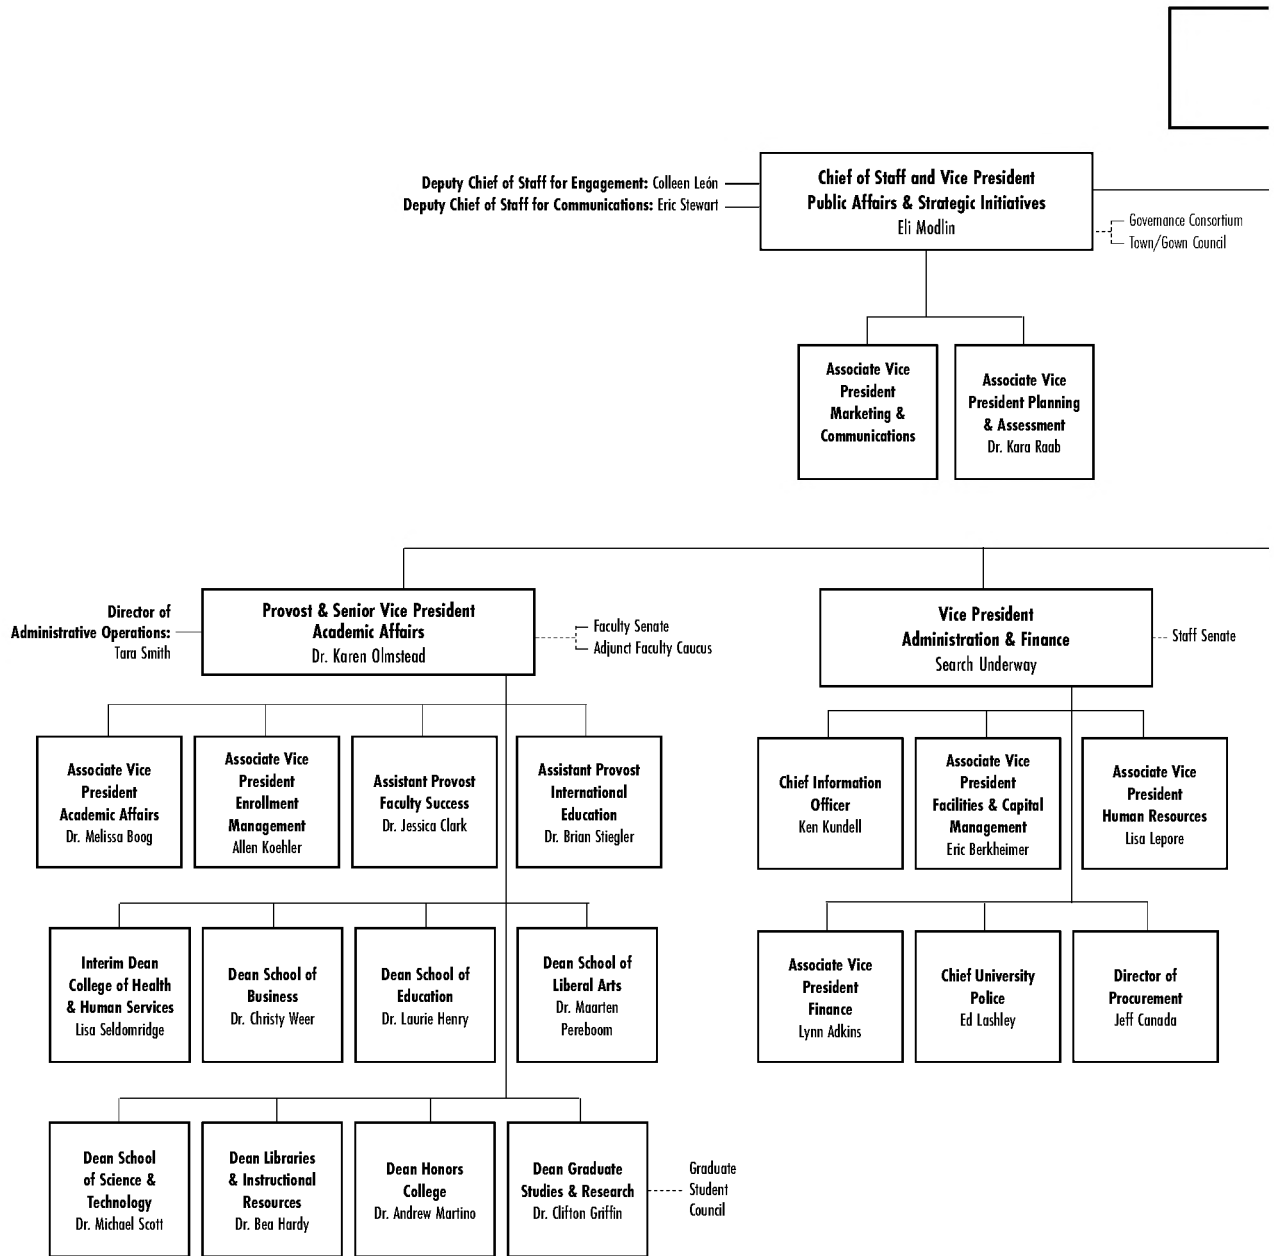 Deputy Chief of Staff for Engagement: Colleen León
Deputy Chief of Staff for Communications: Eric Stewart
Chief of Staff and Vice President
Public Affairs & Strategic Initiatives
Eli Modlin
Governance Consortium
Town/Gown Council
Associate Vice
President
Marketing &
Communications
Associate Vice
President Planning
& Assessment
Dr. Kara Raab
Director of
Administrative Operations:
Tara Smith
Provost & Senior Vice President
Academic Affairs
Dr. Karen Olmstead
Faculty Senate
Adjunct Faculty Caucus
Vice President
Administration & Finance
Search Underway
Staff Senate
Associate Vice
President
Academic Affairs
Dr. Melissa Boog
Associate Vice
President
Enrollment
Management
Allen Koehler
Assistant Provost
Faculty Success
Dr. Jessica Clark
Assistant Provost
International
Education
Dr. Brian Stiegler
Chief Information
Officer
Ken Kundell
Associate Vice
President
Facilities & Capital
Management
Eric Berkheimer
Associate Vice
President
Human Resources
Lisa Lepore
Interim Dean
College of Health
& Human Services
Lisa Seldomridge
Dean School of
Business
Dr. Christy Weer
Dean School of
Education
Dr. Laurie Henry
Dean School of
Liberal Arts
Dr. Maarten
Pereboom
Associate Vice
President
Finance
Lynn Adkins
Chief University
Police
Ed Lashley
Director of
Procurement
Jeff Canada
Dean School
of Science &
Technology
Dr. Michael Scott
Dean Libraries
& Instructional
Resources
Dr. Bea Hardy
Dean Honors
College
Dr. Andrew Martino
Dean Graduate
Studies & Research
Dr. Clifton Griffin
Graduate
Student
Council